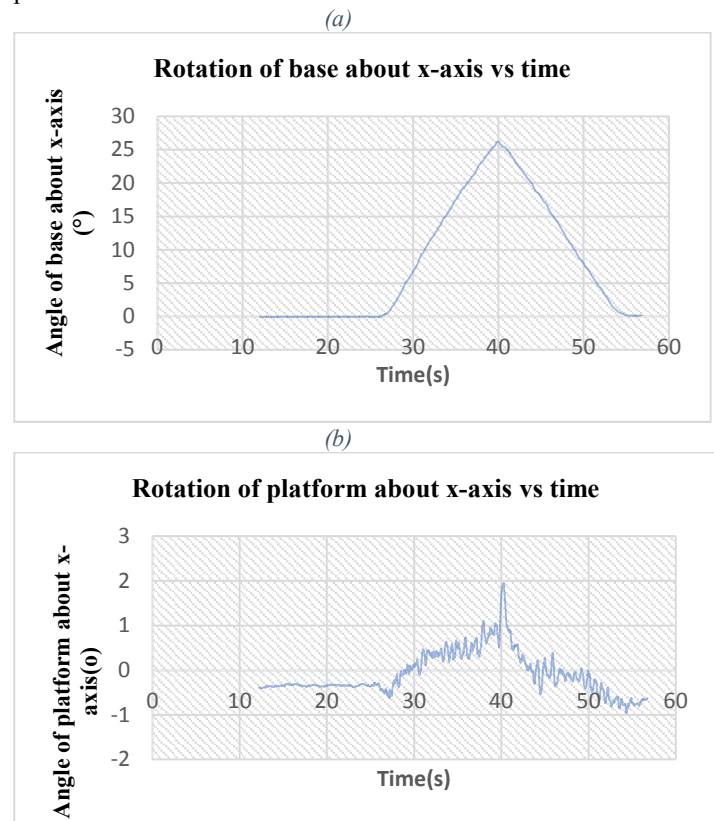 (a)
Rotation of base about x-axis vs time
Angle of base about x-axis
(°)
30
25
20
15
10
5
0
-5
0 10 20 30 40 50 60
Time(s)
(b)
Rotation of platform about x-axis vs time
Angle of platform about x-
axis(o)
3
2
1
0
-1
-2
0 10 20 30 40 50 60
Time(s)